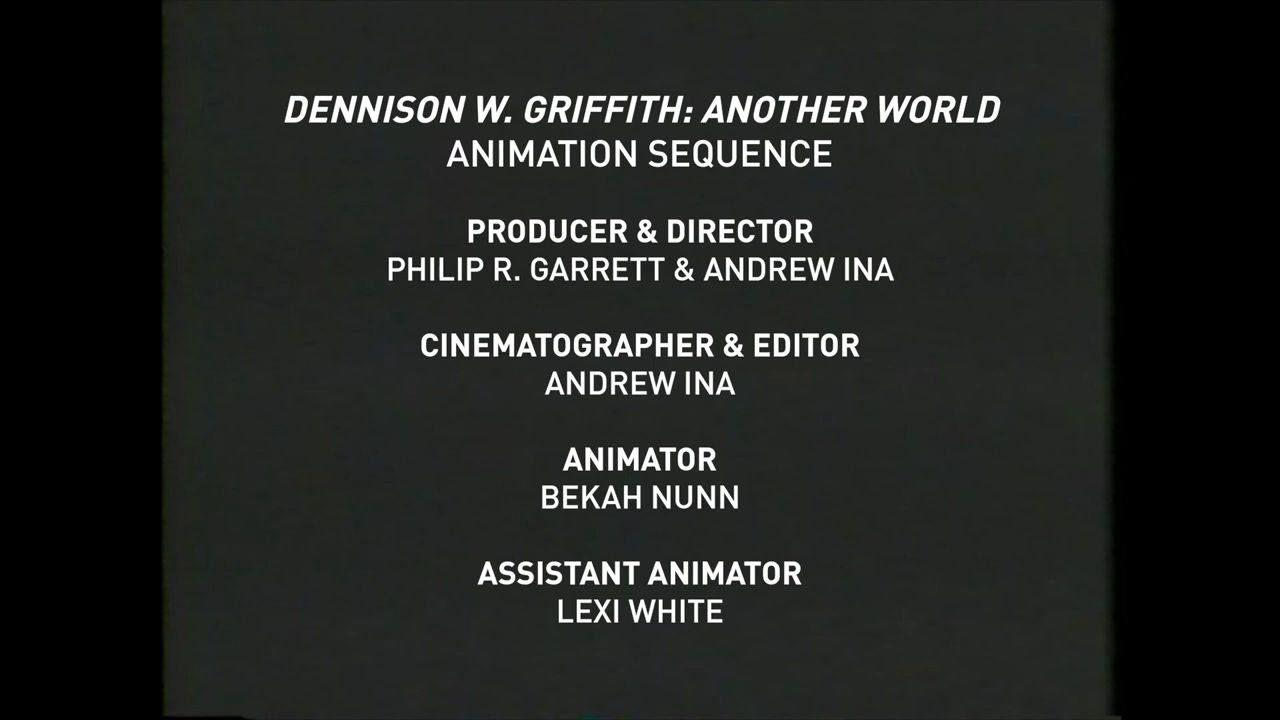 DENNISON W. GRIFFITH: ANOTHER WORLD
ANIMATION SEQUENCE
PRODUCER & DIRECTOR
PHILIP R. GARRETT & ANDREW INA
CINEMATOGRAPHER & EDITOR
ANDREW INA
ANIMATOR
BEKAH NUNN
ASSISTANT ANIMATOR
LEXI WHITE